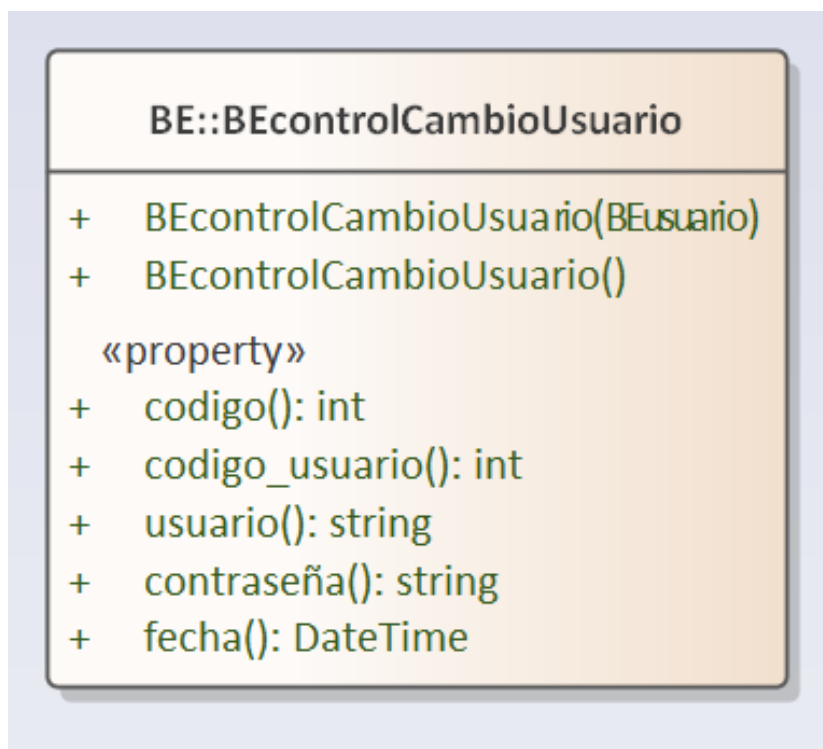 BE::BEcontrolCambioUsuario
+ BEcontrolCambioUsuario(BEusuario)
+ BEcontrolCambioUsuario()
«property»
+ codigo(): int
+ codigo_usuario(): int
+ usuario(): string
+ contraseña(): string
+ fecha(): DateTime